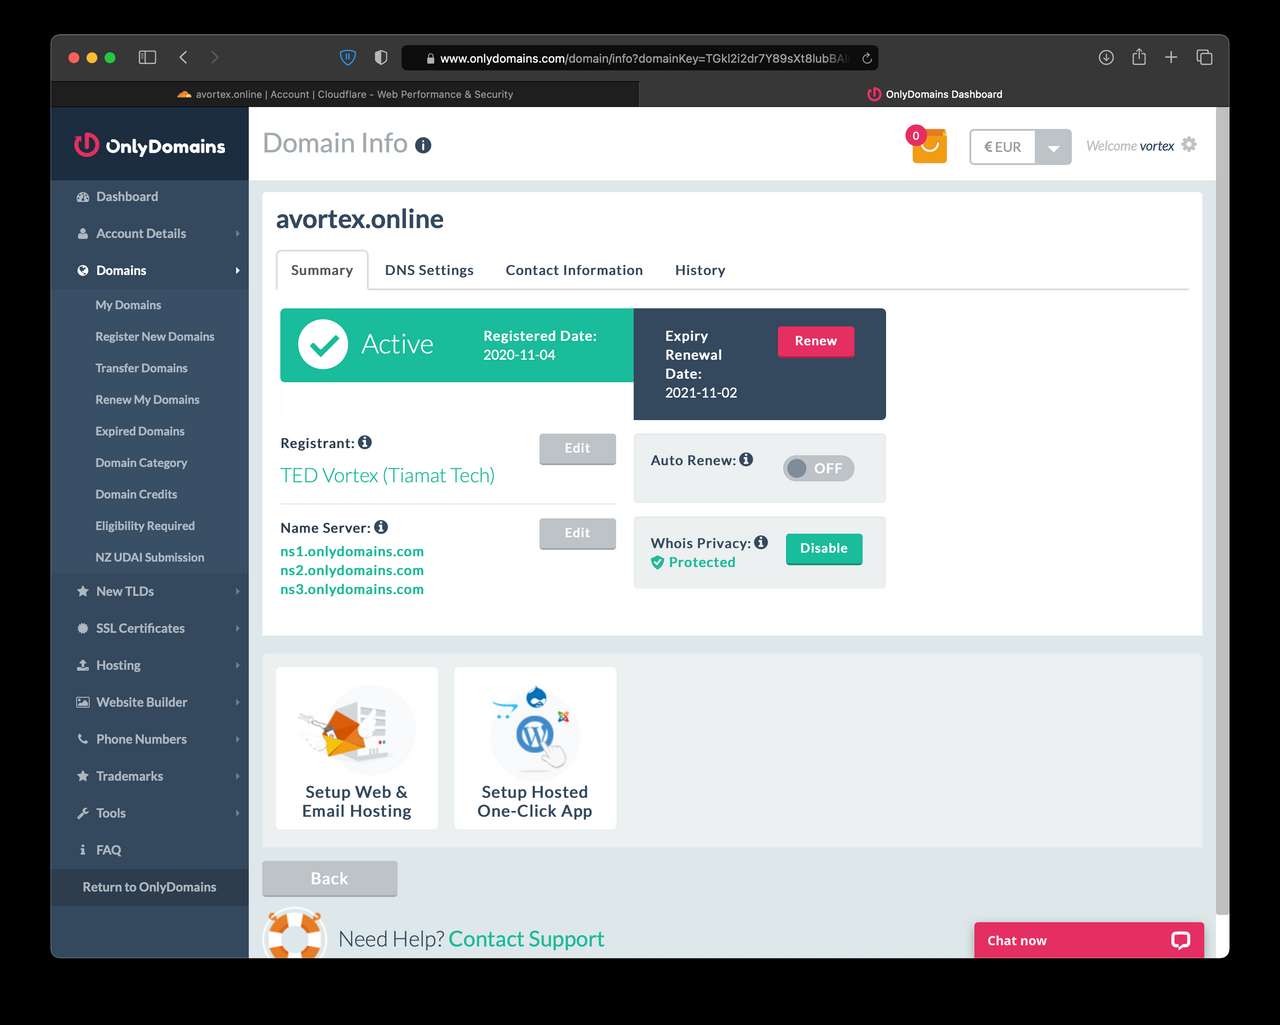 www.onlydomains.com/domain/info?domainKey=TGkl2i2dr7Y89sXt8lubBAI
avortex.online | Account | Cloudflare - Web Performance & Security
OnlyDomains Dashboard
OnlyDomains
Domain Info
0
€ EUR
Welcome vortex
Dashboard
Account Details
Domains
My Domains
Register New Domains
Transfer Domains
Renew My Domains
Expired Domains
Domain Category
Domain Credits
Eligibility Required
NZ UDAI Submission
New TLDs
SSL Certificates
Hosting
Website Builder
Phone Numbers
Trademarks
Tools
FAQ
Return to OnlyDomains
avortex.online
Summary
DNS Settings
Contact Information
History
Active
Registered Date:
2020-11-04
Expiry
Renewal
Date:
2021-11-02
Renew
Registrant:
Edit
TED Vortex (Tiamat Tech)
Auto Renew:
OFF
Name Server:
Edit
ns1.onlydomains.com
ns2.onlydomains.com
ns3.onlydomains.com
Whois Privacy:
Protected
Disable
Setup Web &
Email Hosting
Setup Hosted
One-Click App
Back
Need Help? Contact Support
Chat now